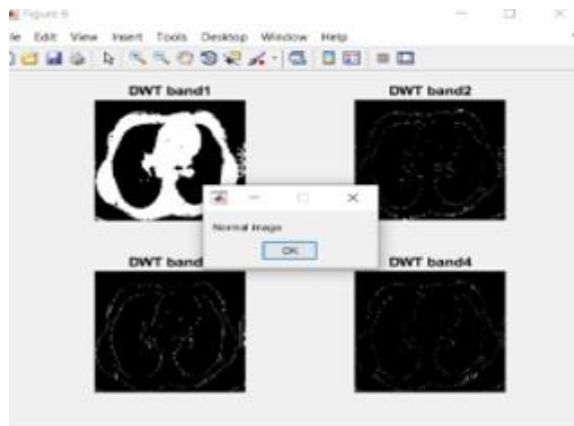 Figure 6
le Edit View Insert Tools Desktop Window Help
DWT band1
DWT band2
Normal image
OK
DWT band
DWT band4